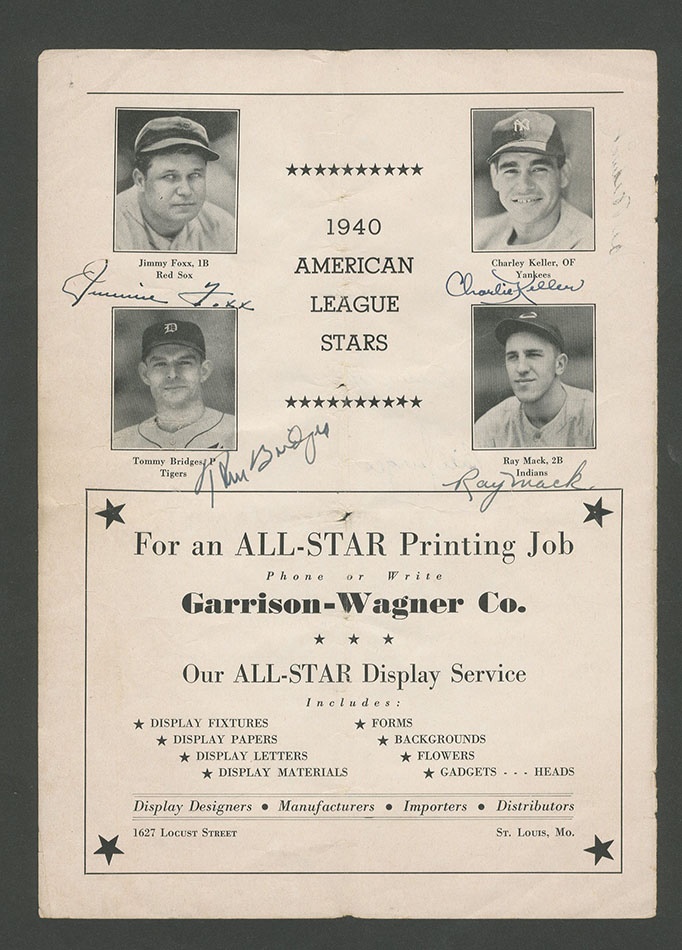 ★★★★★★★★★★
1940
AMERICAN
LEAGUE
STARS
★★★★★★★★★★
Jimmy Foxx, 1B
Red Sox
Jimmie Foxx
NY
Charley Keller, OF
Yankees
Charlie Keller
D
Tommy Bridges, P
Tigers
Tom Bridges
Ray Mack, 2B
Indians
Ray Mack
For an ALL-STAR Printing Job
Phone or Write
Garrison-Wagner Co.
★ ★ ★
Our ALL-STAR Display Service
Includes:
★ DISPLAY FIXTURES
★ DISPLAY PAPERS
★ DISPLAY LETTERS
★ DISPLAY MATERIALS
★ FORMS
★ BACKGROUNDS
★ FLOWERS
★ GADGETS - - - HEADS
Display Designers • Manufacturers • Importers • Distributors
1627 LOCUST STREET
ST. LOUIS, MO.